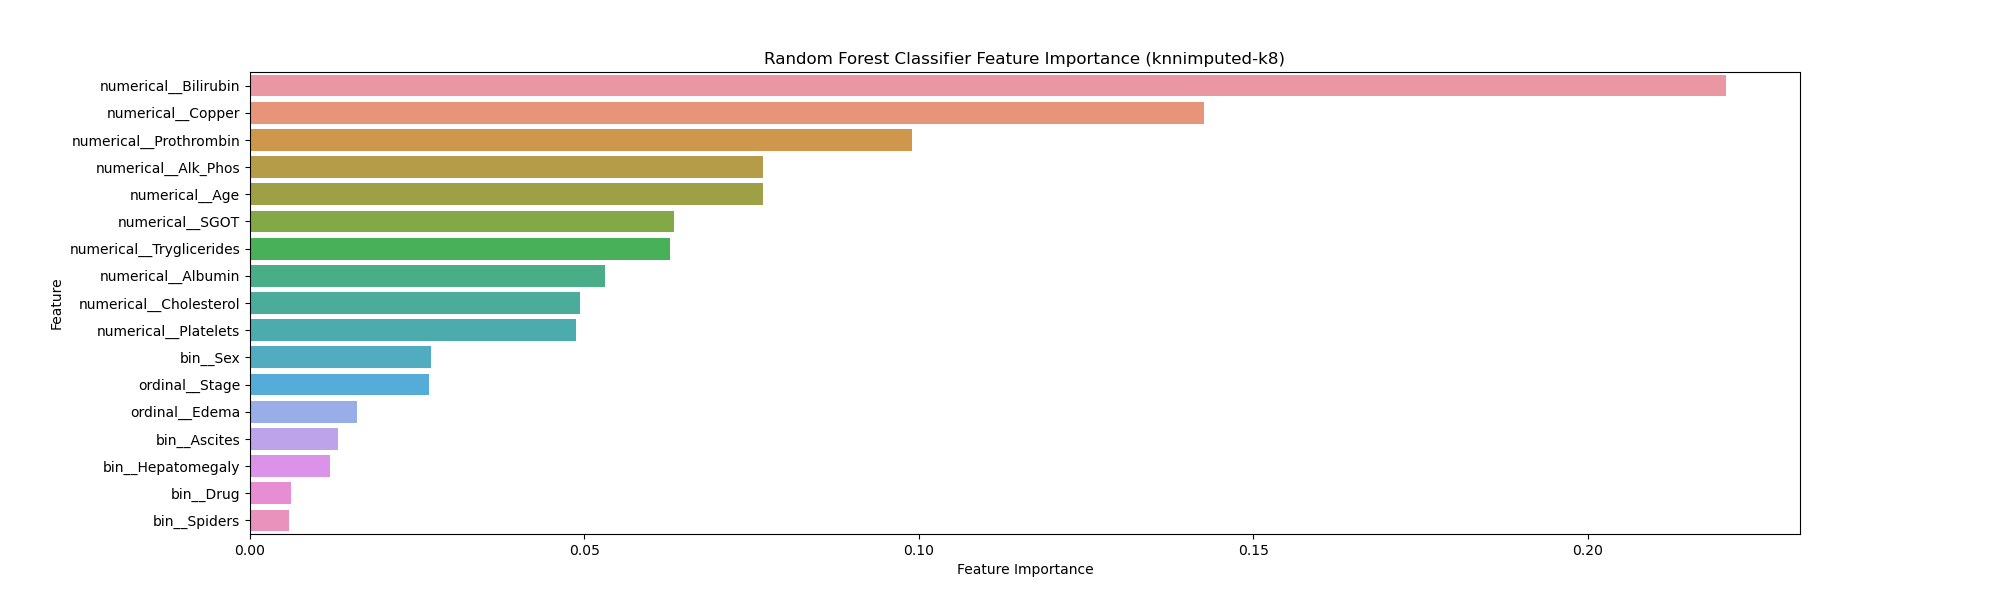 Random Forest Classifier Feature Importance (knnimputed-k8)
numerical__Bilirubin
numerical__Copper
numerical__Prothrombin
numerical__Alk_Phos
numerical__Age
numerical__SGOT
numerical__Tryglicerides
numerical__Albumin
numerical__Cholesterol
numerical__Platelets
bin__Sex
ordinal__Stage
ordinal__Edema
bin__Ascites
bin__Hepatomegaly
bin__Drug
bin__Spiders
Feature
0.00 0.05 0.10 0.15 0.20
Feature Importance